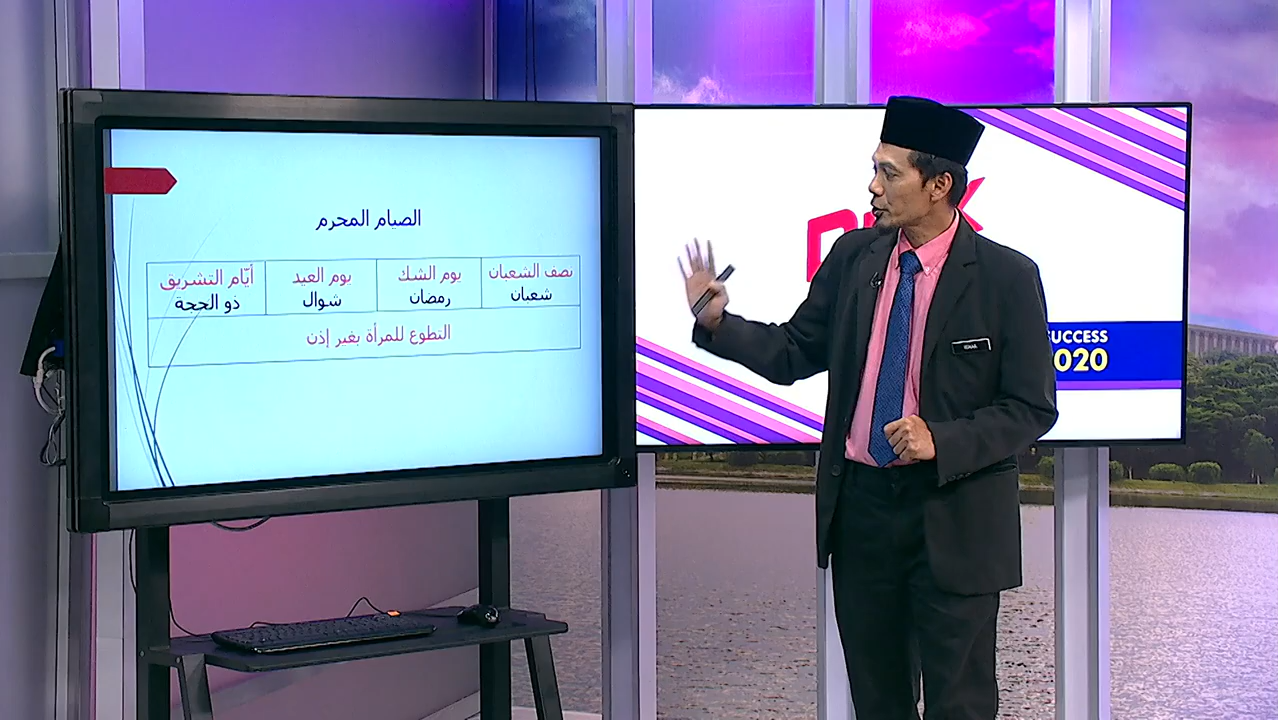 الصيام المحرم
نصف الشعبان يوم الشك يوم العيد أيّام التشريق
شعبان رمضان شوال ذو الحجة
التطوع للمرأة بغير إذن
SUCCESS
2020